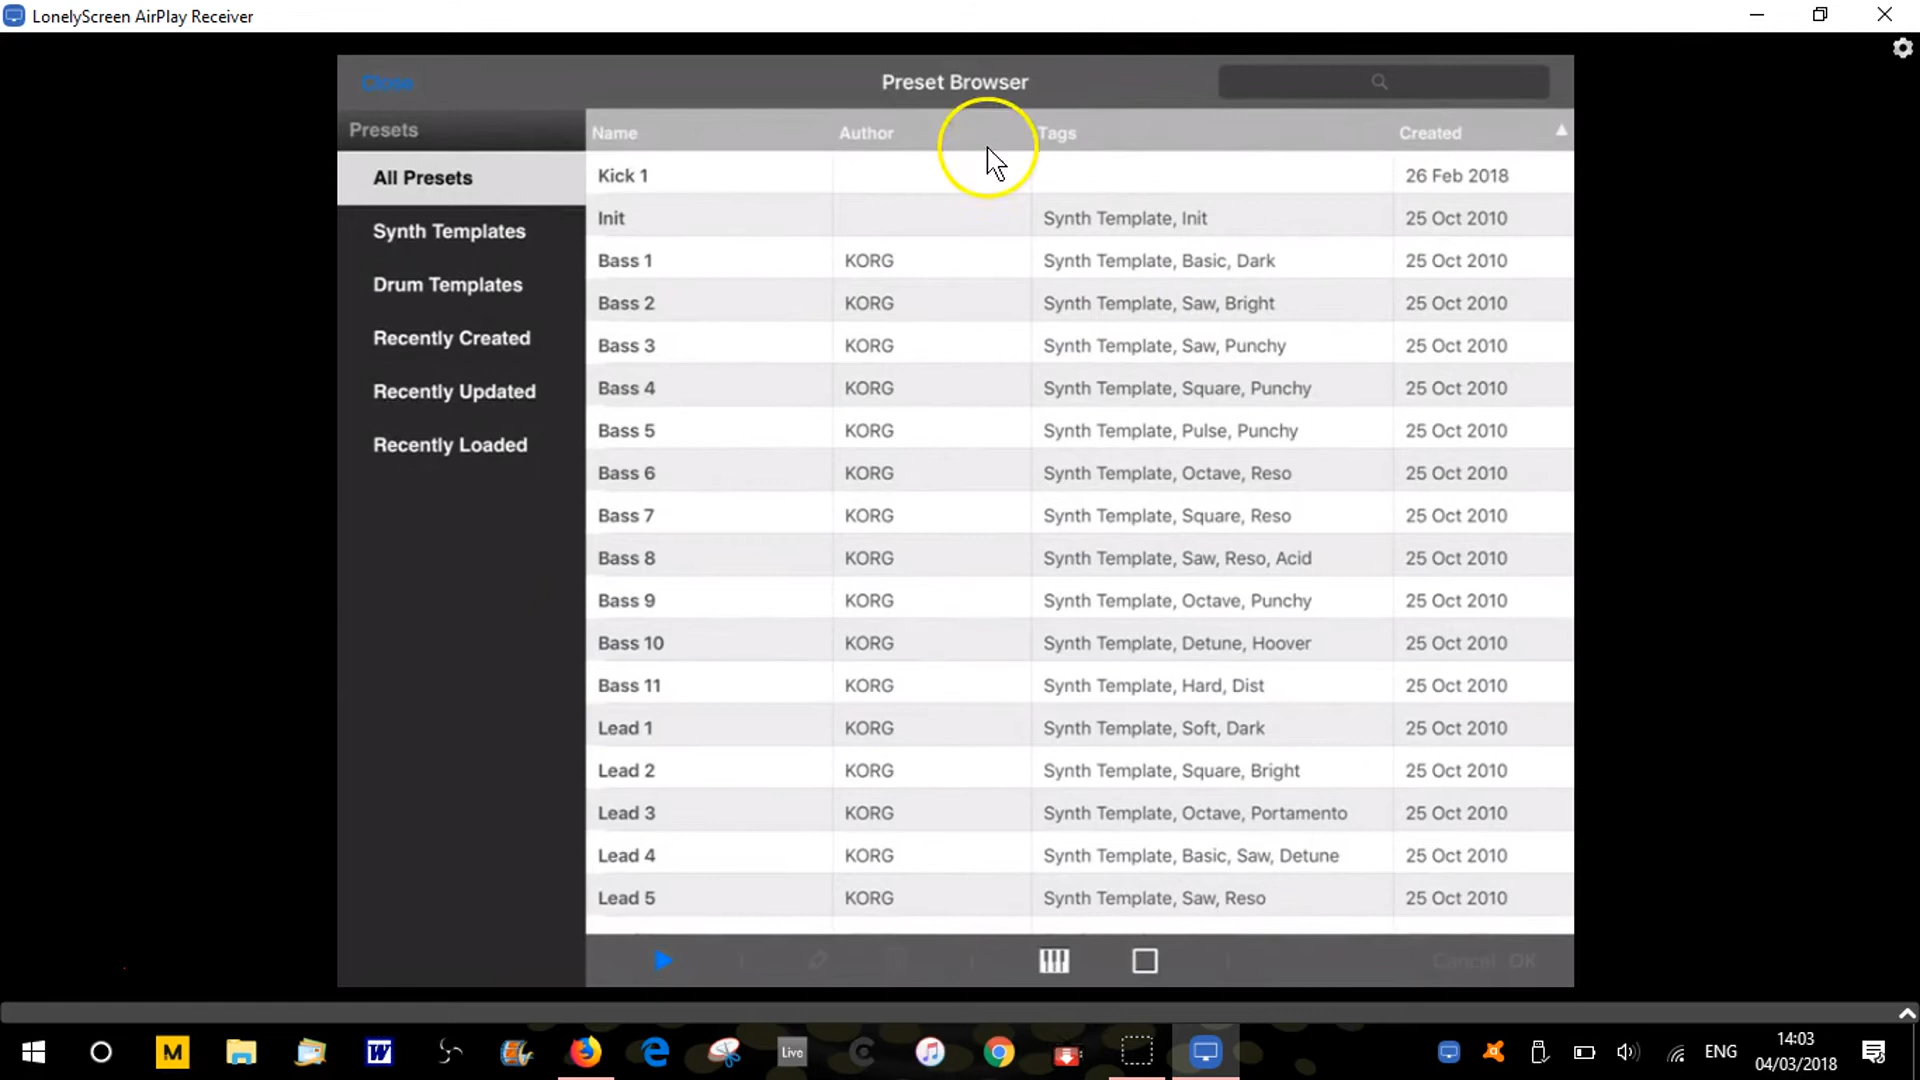 LonelyScreen AirPlay Receiver
Close
Preset Browser
Presets
Name Author Tags Created
All Presets
Synth Templates
Drum Templates
Recently Created
Recently Updated
Recently Loaded
Kick 1 26 Feb 2018
Init Synth Template, Init 25 Oct 2010
Bass 1 KORG Synth Template, Basic, Dark 25 Oct 2010
Bass 2 KORG Synth Template, Saw, Bright 25 Oct 2010
Bass 3 KORG Synth Template, Saw, Punchy 25 Oct 2010
Bass 4 KORG Synth Template, Square, Punchy 25 Oct 2010
Bass 5 KORG Synth Template, Pulse, Punchy 25 Oct 2010
Bass 6 KORG Synth Template, Octave, Reso 25 Oct 2010
Bass 7 KORG Synth Template, Square, Reso 25 Oct 2010
Bass 8 KORG Synth Template, Saw, Reso, Acid 25 Oct 2010
Bass 9 KORG Synth Template, Octave, Punchy 25 Oct 2010
Bass 10 KORG Synth Template, Detune, Hoover 25 Oct 2010
Bass 11 KORG Synth Template, Hard, Dist 25 Oct 2010
Lead 1 KORG Synth Template, Soft, Dark 25 Oct 2010
Lead 2 KORG Synth Template, Square, Bright 25 Oct 2010
Lead 3 KORG Synth Template, Octave, Portamento 25 Oct 2010
Lead 4 KORG Synth Template, Basic, Saw, Detune 25 Oct 2010
Lead 5 KORG Synth Template, Saw, Reso 25 Oct 2010
Cancel OK
M W Live ENG 14:03
04/03/2018